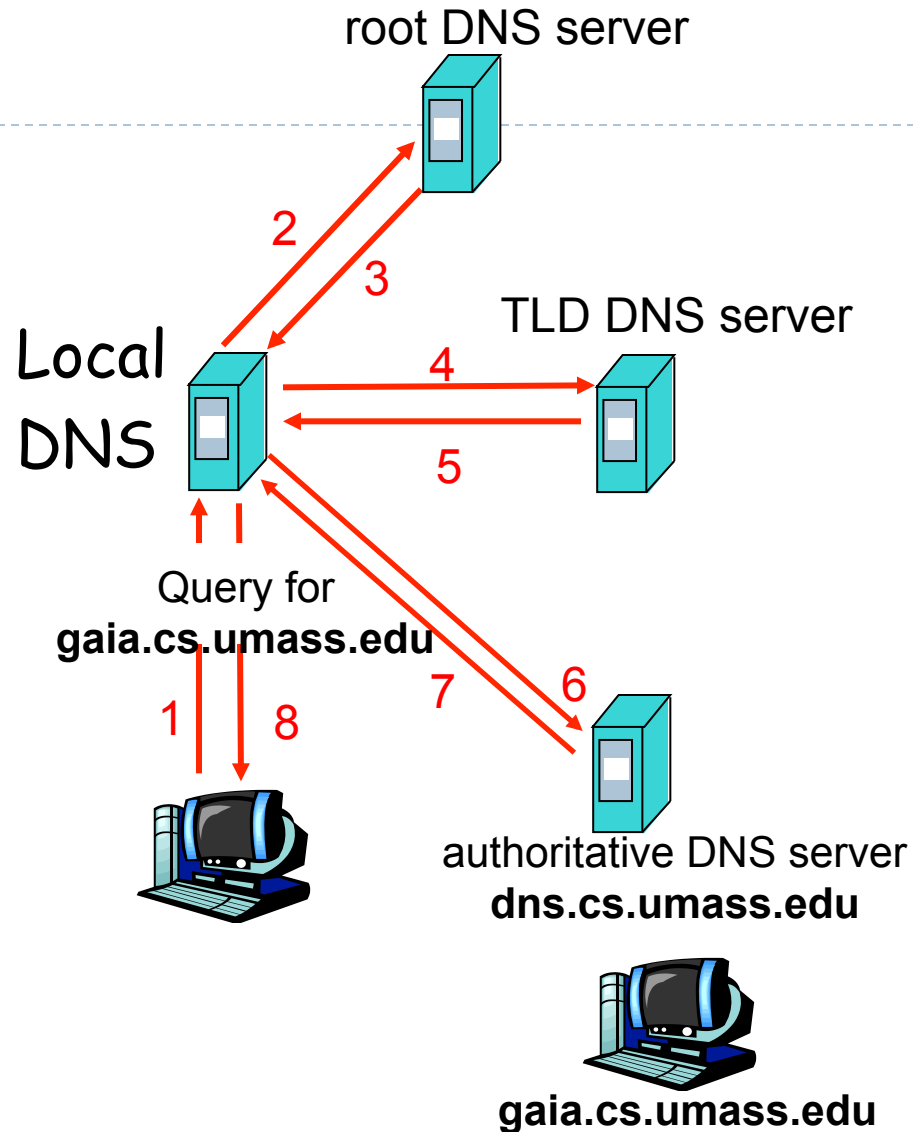 root DNS server
2
3
TLD DNS server
Local
DNS
4
5
Query for
gaia.cs.umass.edu
1
8
7
6
authoritative DNS server
dns.cs.umass.edu
gaia.cs.umass.edu